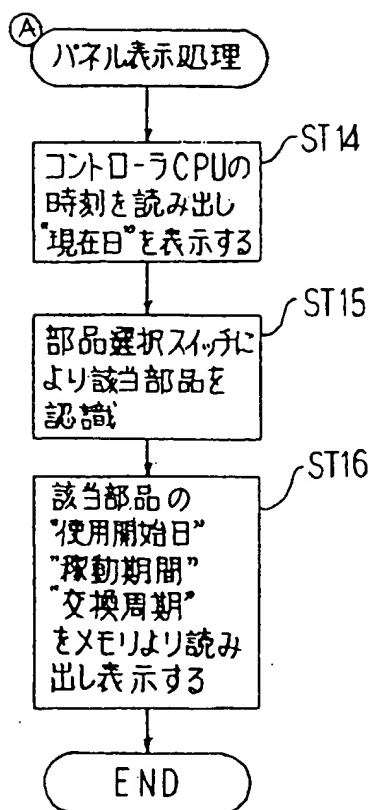 A
パネル表示処理
ST14
コントローラCPUの
時刻を読み出し
"現在日"を表示する
ST15
部品選択スイッチに
より該当部品を
認識
ST16
該当部品の
"使用開始日"
"稼動期間"
"交換周期"
をメモリより読み
出し表示する
END